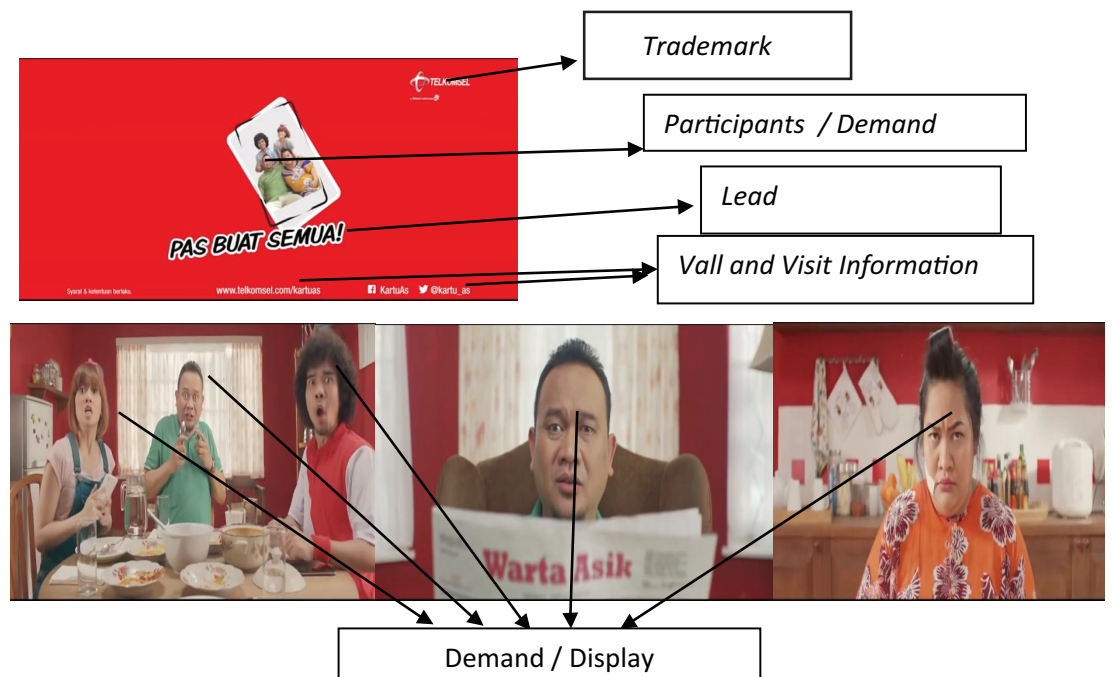 Trademark
TELKOMSEL
Participants / Demand
Lead
PAS BUAT SEMUA!
Vall and Visit Information
Syarat & ketentuan berlaku.
www.telkomsel.com/kartuas
KartuAs
@kartu_as
Warta Asik
Demand / Display